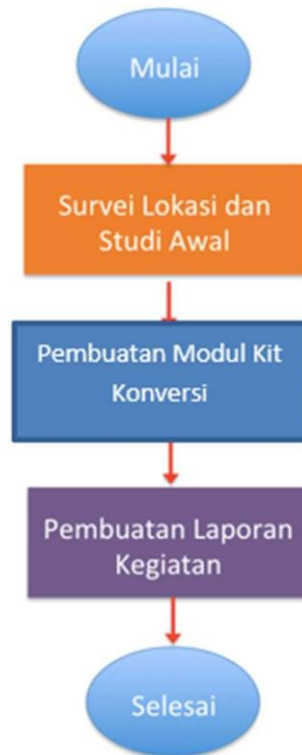 Mulai
Survei Lokasi dan
Studi Awal
Pembuatan Modul Kit
Konversi
Pembuatan Laporan
Kegiatan
Selesai